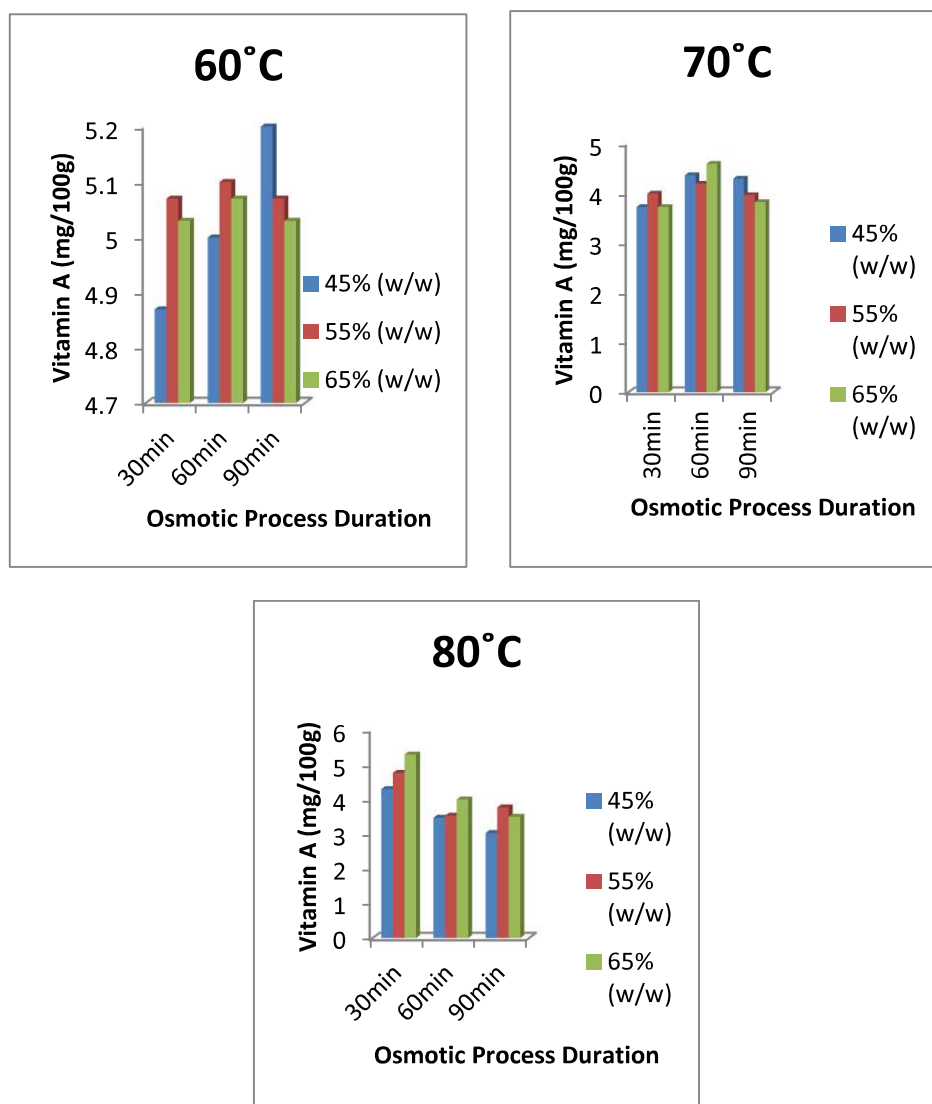 60˚C
Vitamin A (mg/100g)
5.2
5.1
5
4.9
4.8
4.7
30min
60min
90min
Osmotic Process Duration
45% (w/w)
55% (w/w)
65% (w/w)
70˚C
Vitamin A (mg/100g)
5
4
3
2
1
0
30min
60min
90min
Osmotic Process Duration
45%
(w/w)
55%
(w/w)
65%
(w/w)
80˚C
Vitamin A (mg/100g)
6
5
4
3
2
1
0
30min
60min
90min
Osmotic Process Duration
45%
(w/w)
55%
(w/w)
65%
(w/w)